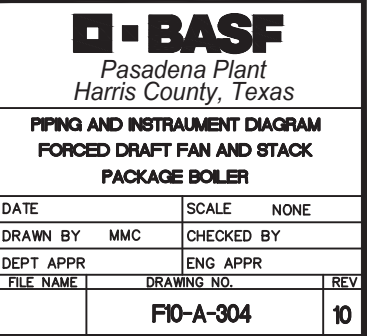 BASF
Pasadena Plant
Harris County, Texas
PIPING AND INSTRAUMENT DIAGRAM
FORCED DRAFT FAN AND STACK
PACKAGE BOILER
DATE SCALE NONE
DRAWN BY MMC CHECKED BY
DEPT APPR ENG APPR
FILE NAME DRAWING NO. REV
F10-A-304 10